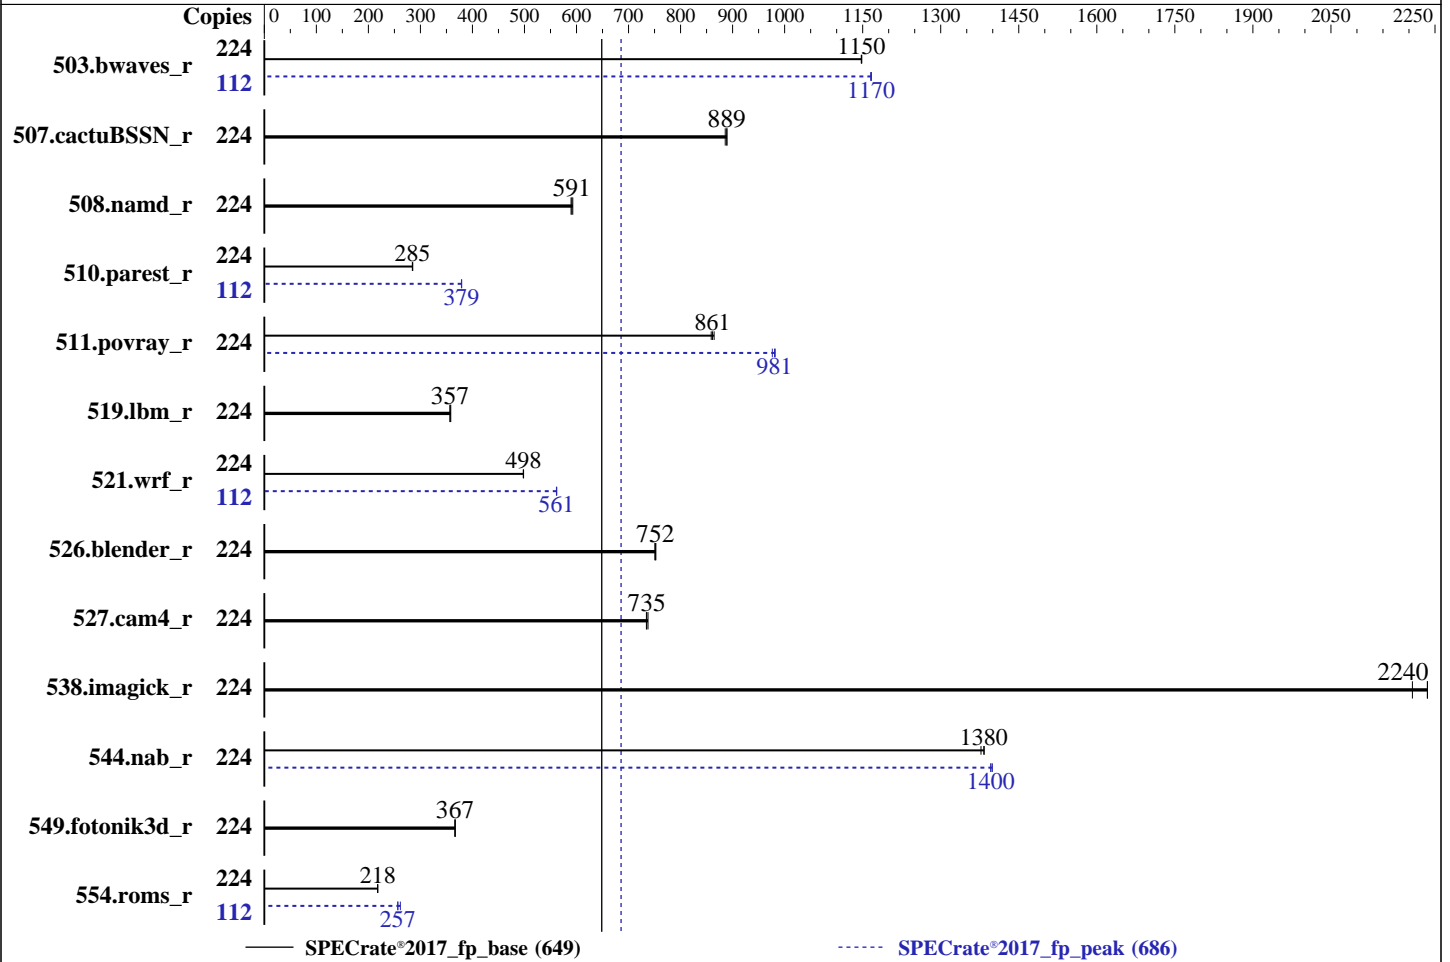 Copies 0 100 200 300 400 500 600 700 800 900 1000 1150 1300 1450 1600 1750 1900 2050 2250
503.bwaves_r 224 1150
112 1170
507.cactuBSSN_r 224 889
508.namd_r 224 591
510.parest_r 224 285
112 379
511.povray_r 224 861
981
519.lbm_r 224 357
521.wrf_r 224 498
112 561
526.blender_r 224 752
527.cam4_r 224 735
538.imagick_r 224 2240
544.nab_r 224 1380
1400
549.fotonik3d_r 224 367
554.roms_r 224 218
112 257
SPECrate®2017_fp_base (649) SPECrate®2017_fp_peak (686)